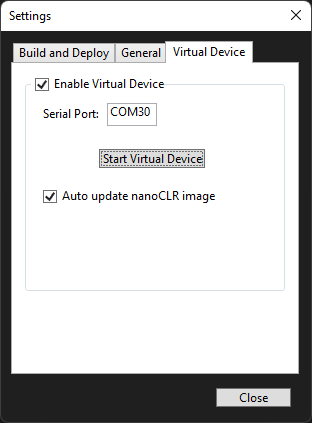 Settings
Build and Deploy General Virtual Device
Enable Virtual Device
Serial Port: COM30
Start Virtual Device
Auto update nanoCLR image
Close